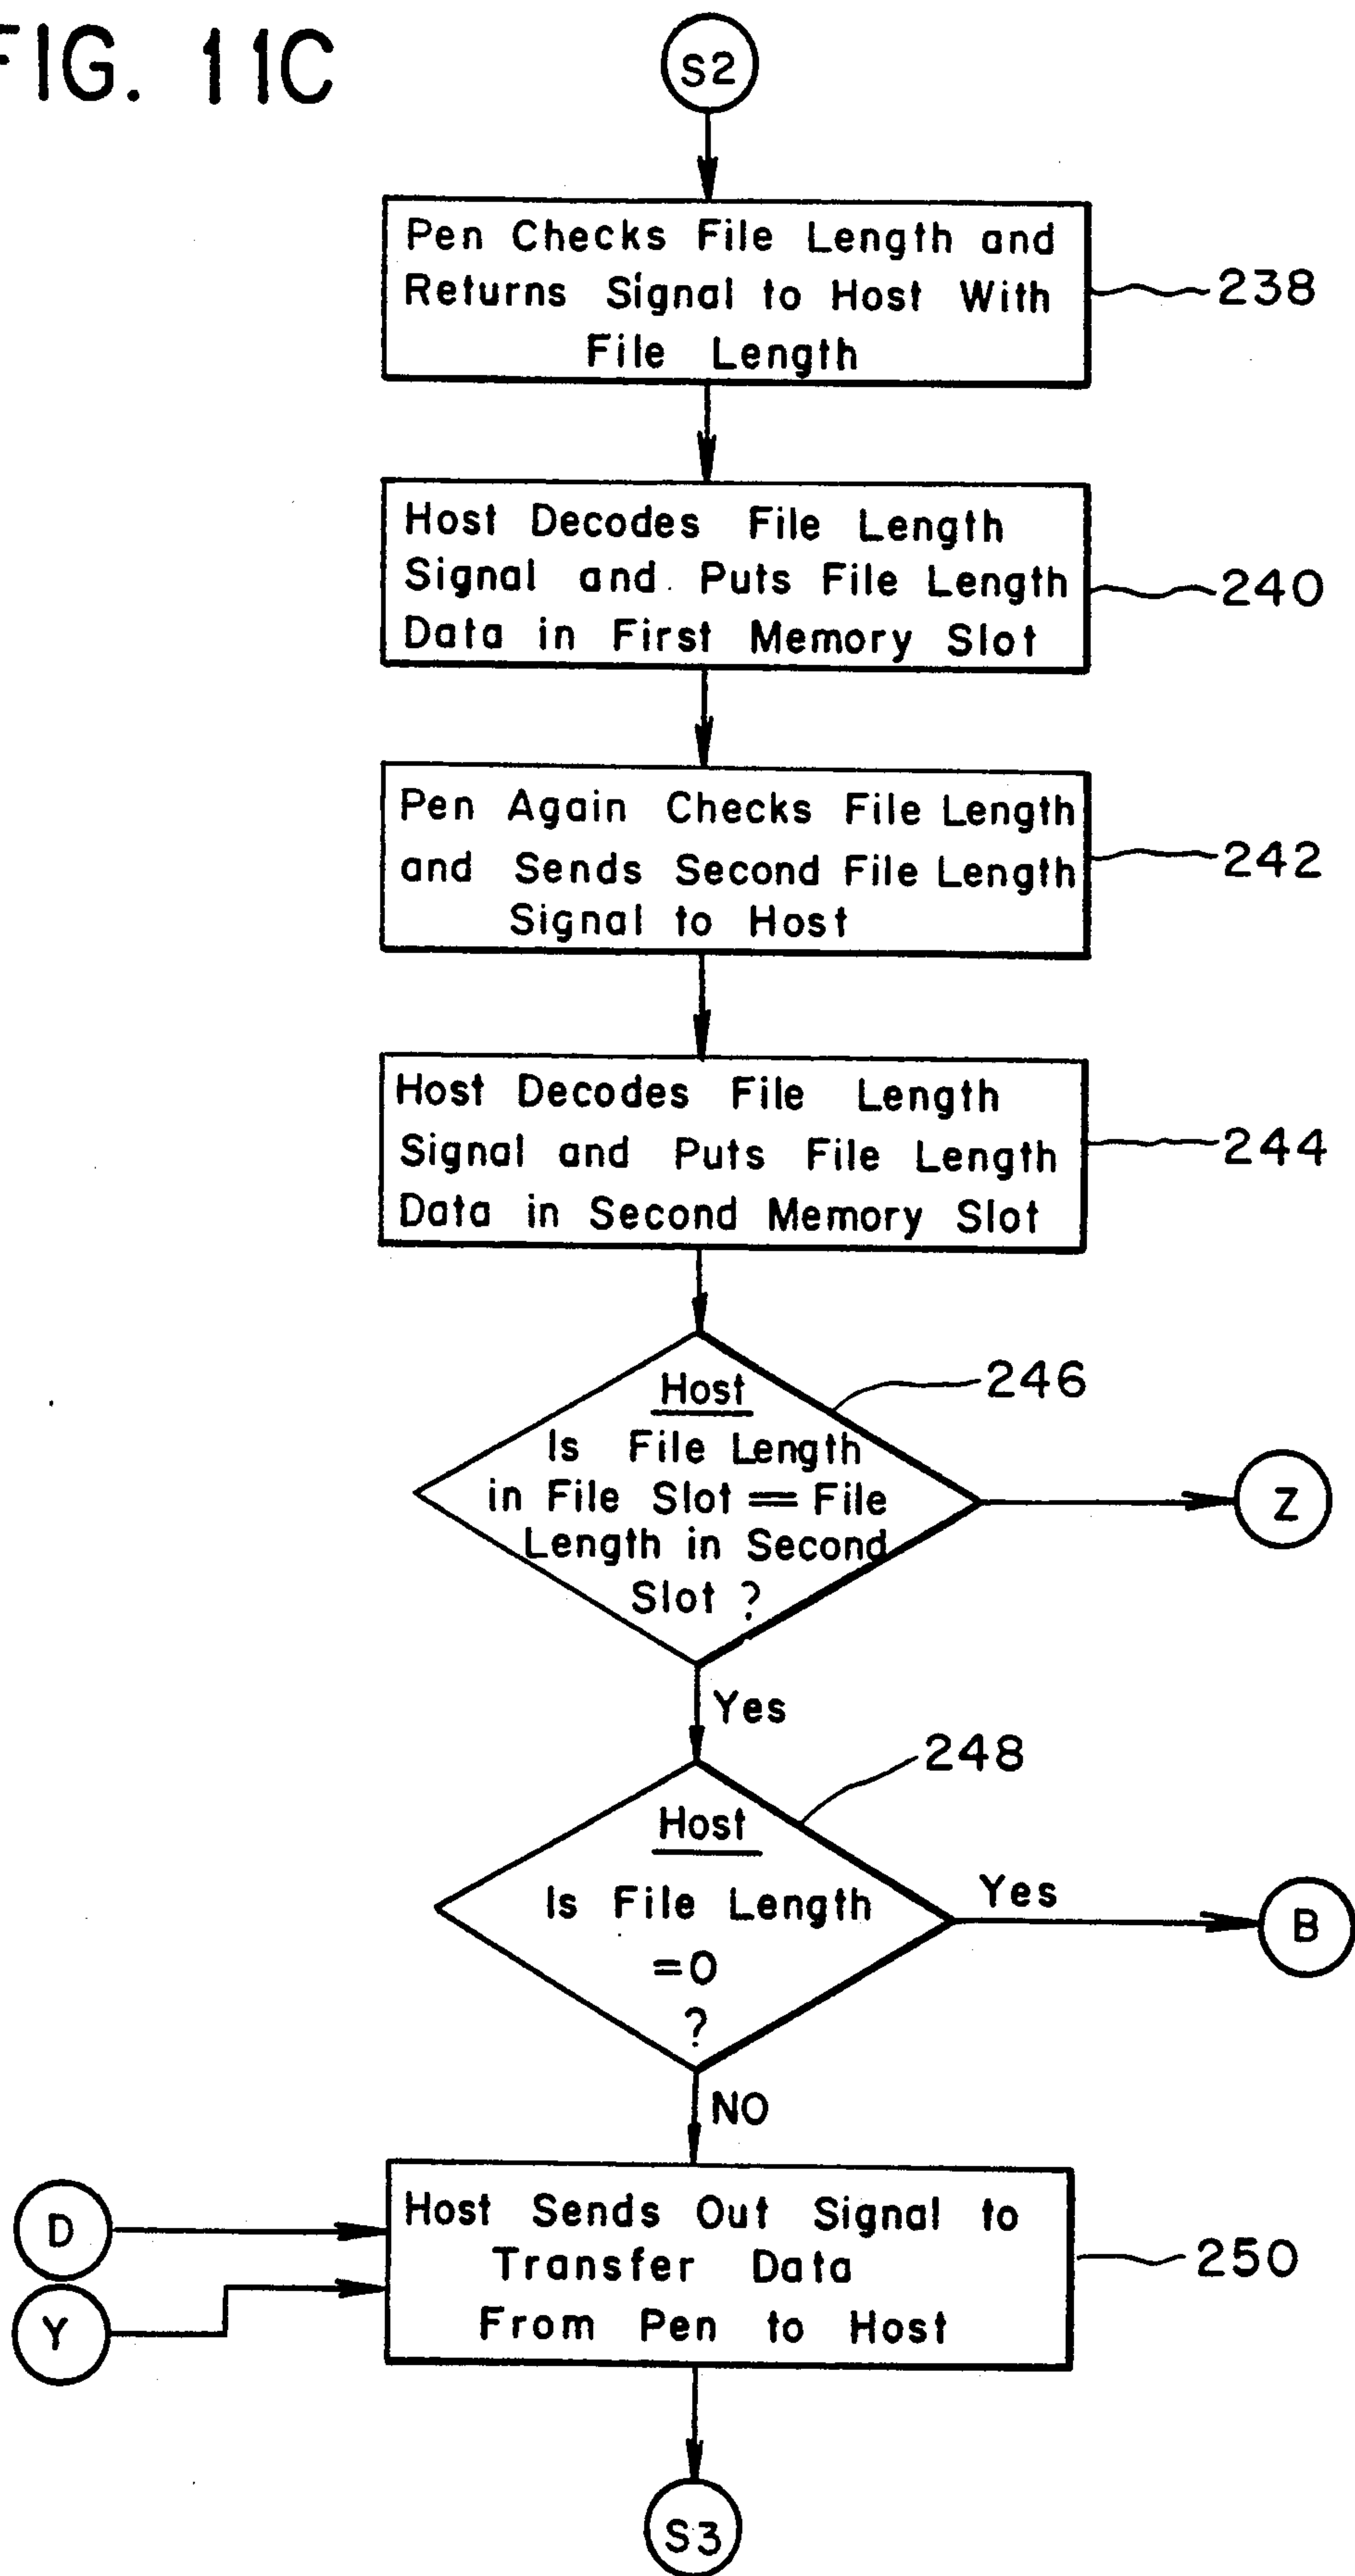 FIG. 11C
S2
Pen Checks File Length and
Returns Signal to Host With
File Length
238
Host Decodes File Length
Signal and Puts File Length
Data in First Memory Slot
240
Pen Again Checks File Length
and Sends Second File Length
Signal to Host
242
Host Decodes File Length
Signal and Puts File Length
Data in Second Memory Slot
244
Host
Is File Length
in File Slot = File
Length in Second
Slot ?
246
Z
Yes
Host
Is File Length
=0
?
248
Yes
B
NO
D
Y
Host Sends Out Signal to
Transfer Data
From Pen to Host
250
S3